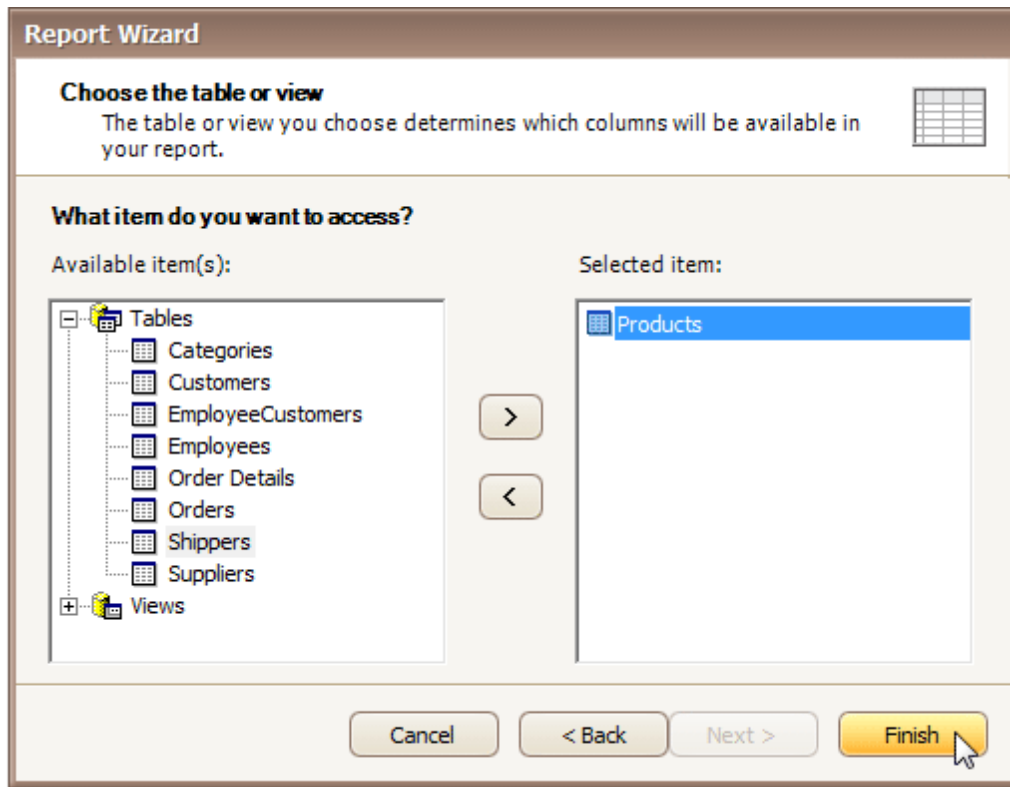 Report Wizard
Choose the table or view
The table or view you choose determines which columns will be available in
your report.
What item do you want to access?
Available item(s):
Selected item:
Tables
Categories
Customers
EmployeeCustomers
Employees
Order Details
Orders
Shippers
Suppliers
Views
Products
>
<
Cancel
< Back
Next >
Finish